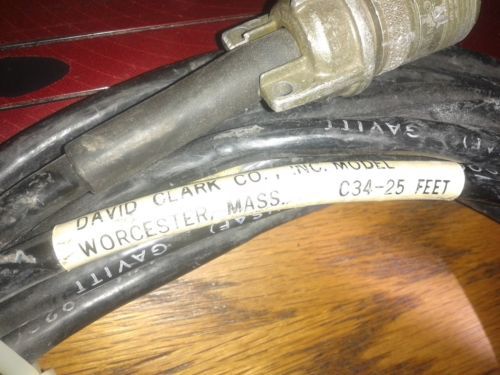 GAVITT
DAVID CLARK CO., INC. MODEL
WORCESTER, MASS. C34-25 FEET
GAVITT